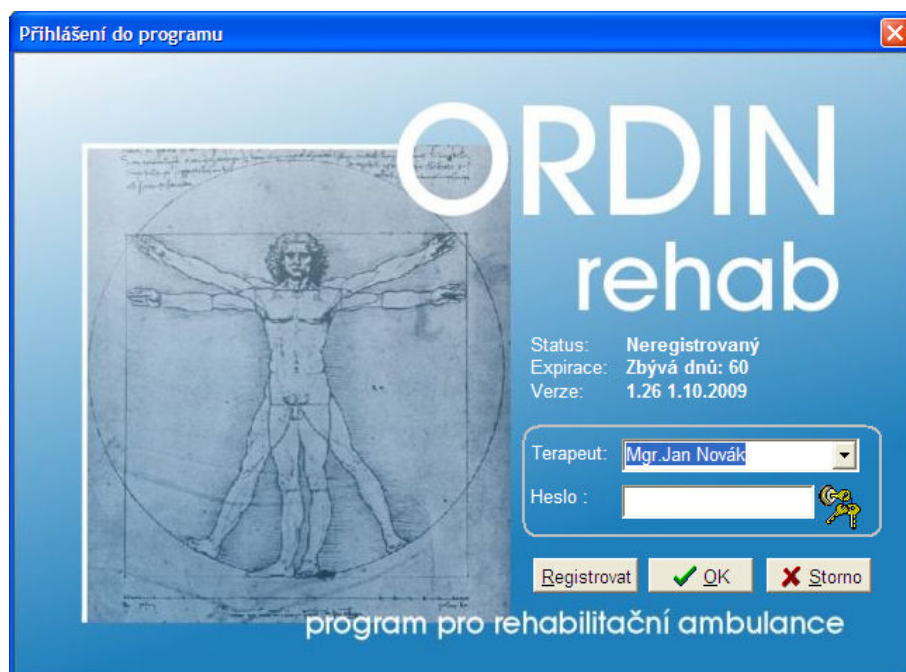 Přihlášení do programu
ORDIN
rehab
Status: Neregistrovaný
Expirace: Zbývá dnů: 60
Verze: 1.26 1.10.2009
Terapeut: Mgr.Jan Novák
Heslo :
Registrovat OK Storno
program pro rehabilitační ambulance